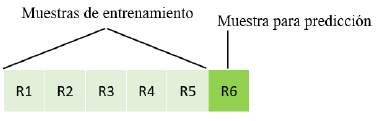 Muestras de entrenamiento
Muestra para predicción
R1 R2 R3 R4 R5 R6